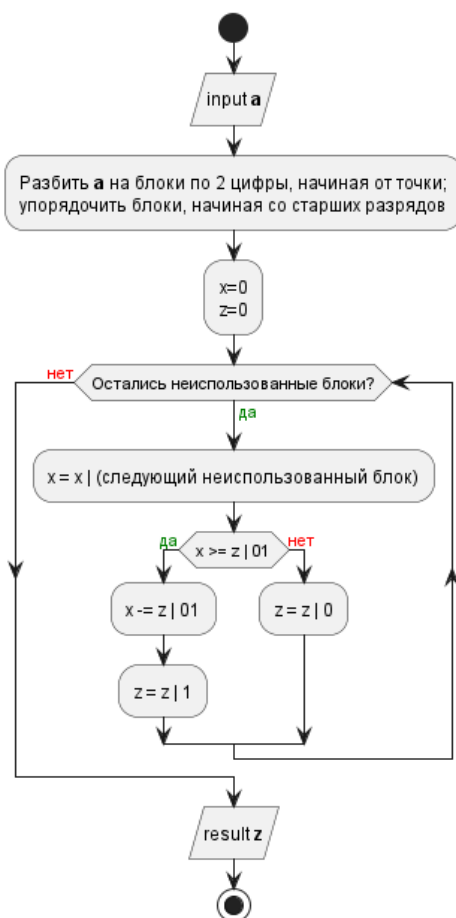 input a
Разбить a на блоки по 2 цифры, начиная от точки;
упорядочить блоки, начиная со старших разрядов
x=0
z=0
нет
Остались неиспользованные блоки?
да
x = x | (следующий неиспользованный блок)
да
x >= z | 01
нет
x -= z | 01
z = z | 0
z = z | 1
result z